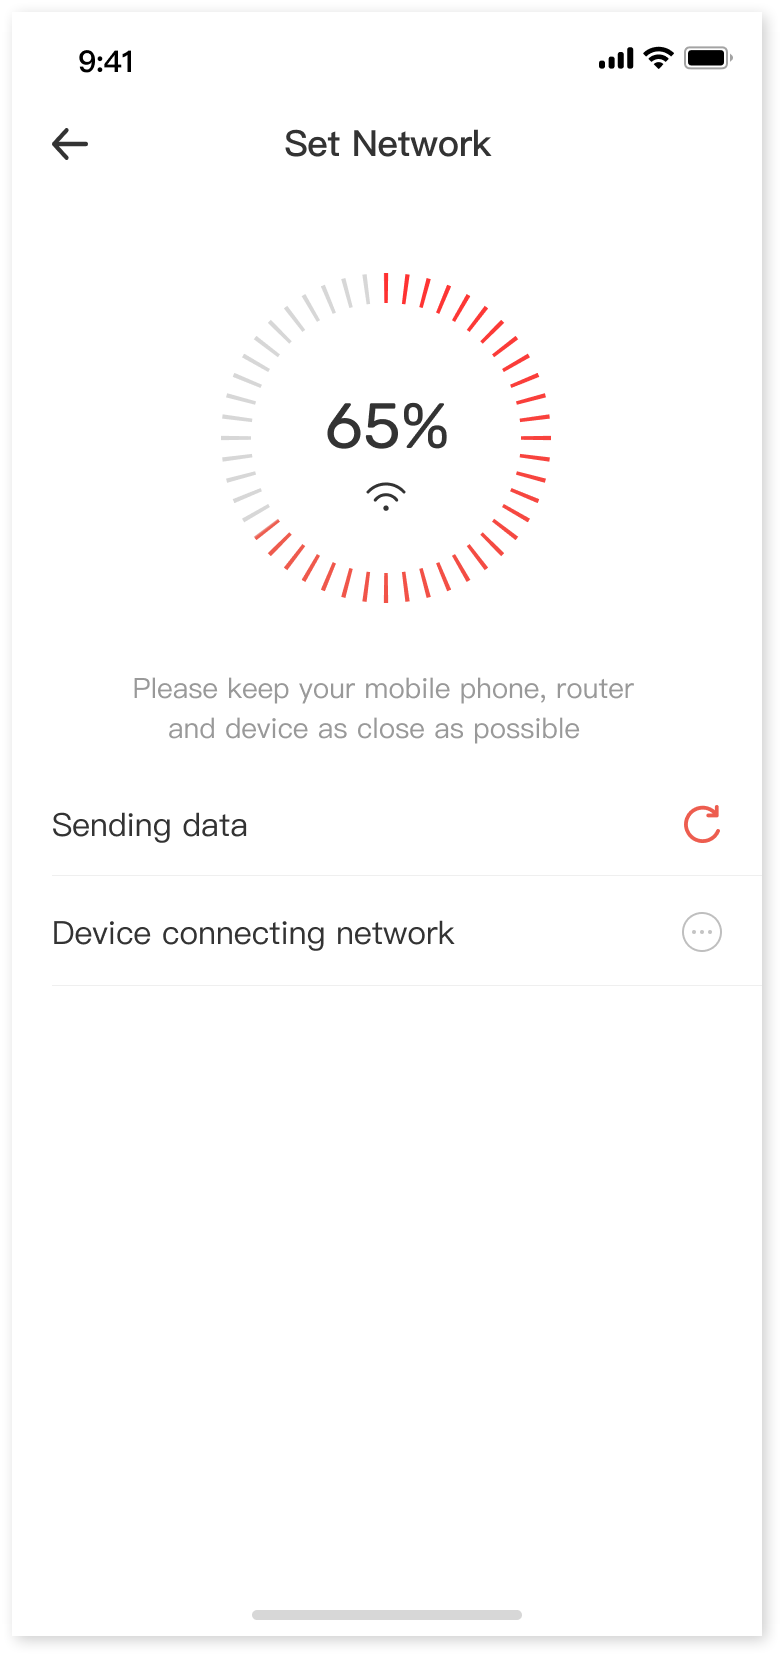 9:41
Set Network
65%
Please keep your mobile phone, router
and device as close as possible
Sending data
Device connecting network